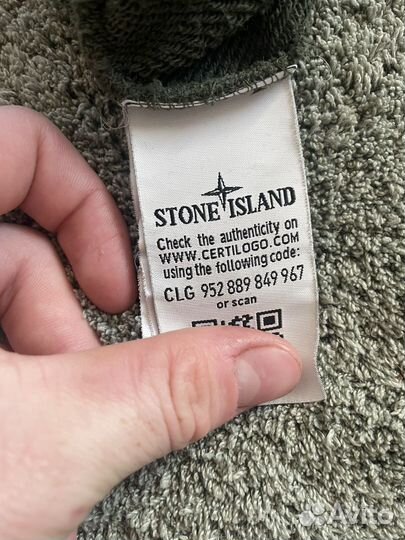 STONE ISLAND
Check the authenticity on
WWW.CERTILOGO.COM
using the following code:
CLG 952 889 849 967
or scan
Avito